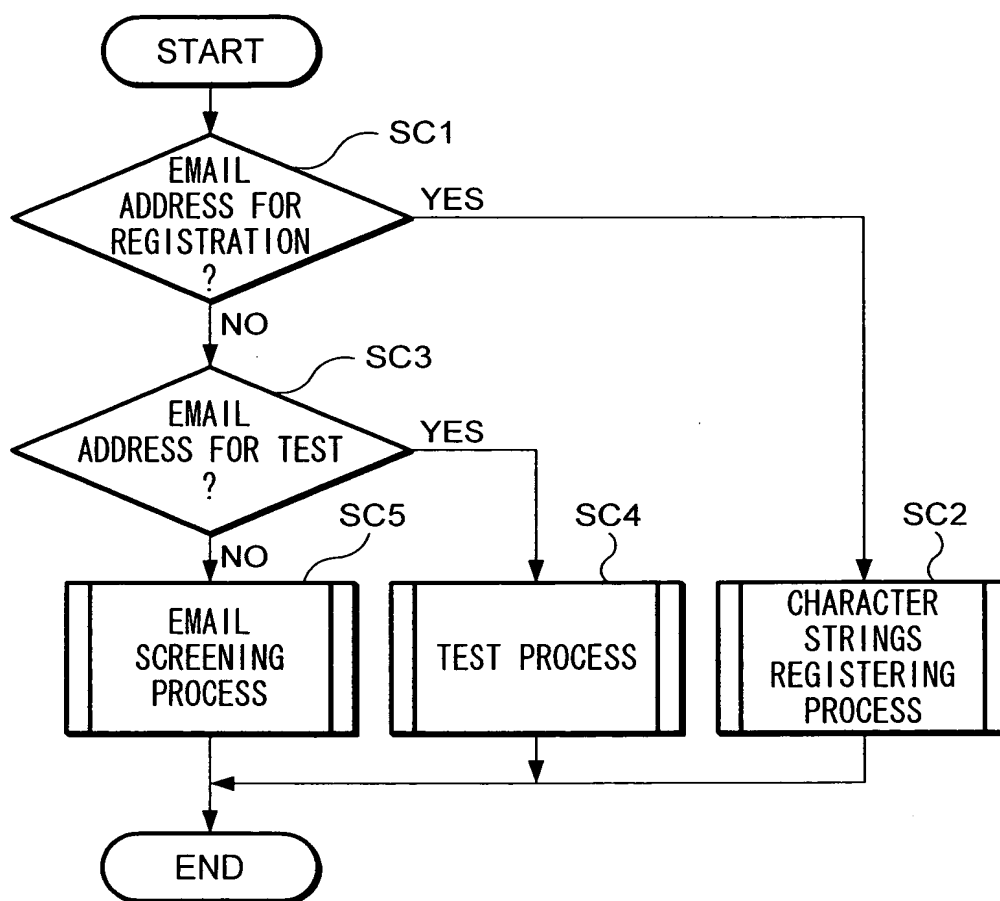 START
SC1
EMAIL
ADDRESS FOR
REGISTRATION
?
YES
NO
SC3
EMAIL
ADDRESS FOR TEST
?
YES
NO
SC5
SC4
SC2
EMAIL
SCREENING
PROCESS
TEST PROCESS
CHARACTER
STRINGS
REGISTERING
PROCESS
END